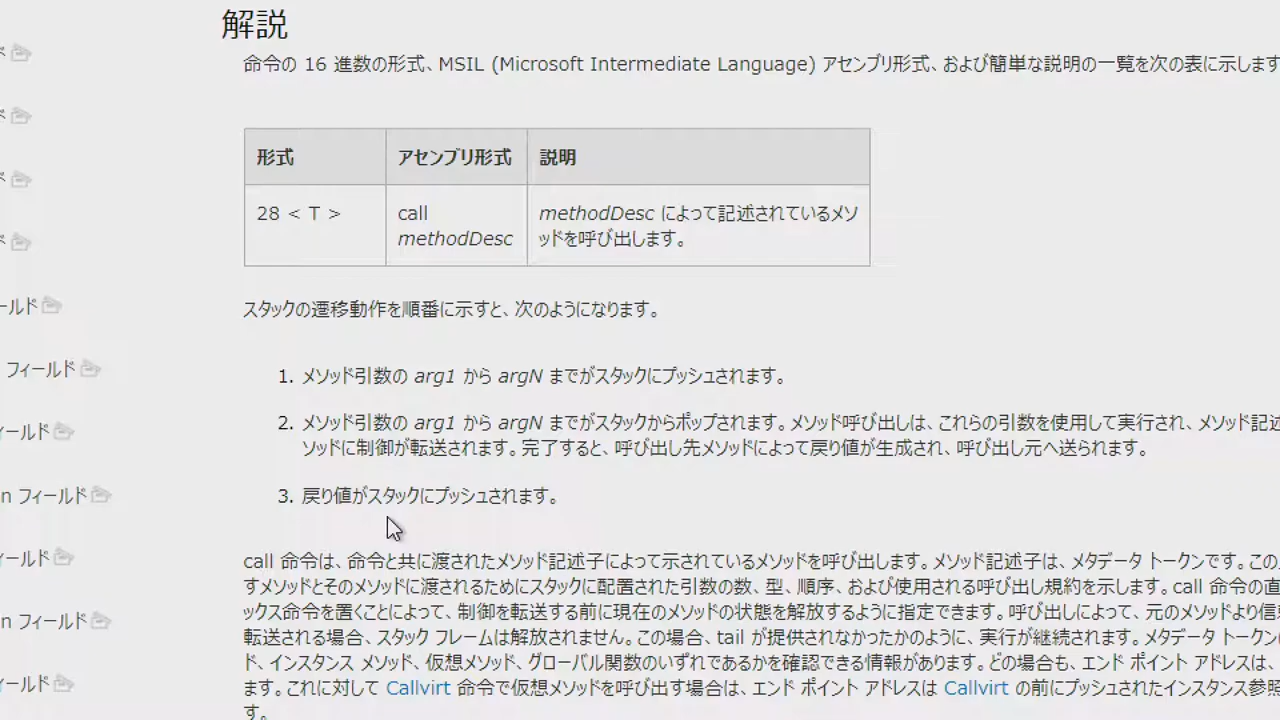 解説
命令の 16 進数の形式、MSIL (Microsoft Intermediate Language) アセンブリ形式、および簡単な説明の一覧を次の表に示します
形式 アセンブリ形式 説明
28 < T > call methodDesc によって記述されているメソ
methodDesc ッドを呼び出します。
ールド
スタックの遷移動作を順番に示すと、次のようになります。
フィールド
1. メソッド引数の arg1 から argN までがスタックにプッシュされます。
2. メソッド引数の arg1 から argN までがスタックからポップされます。メソッド呼び出しは、これらの引数を使用して実行され、メソッド記述
ィールド
ソッドに制御が転送されます。完了すると、呼び出し先メソッドによって戻り値が生成され、呼び出し元へ送られます。
n フィールド
3. 戻り値がスタックにプッシュされます。
ィールド
call 命令は、命令と共に渡されたメソッド記述子によって示されているメソッドを呼び出します。メソッド記述子は、メタデータ トークンです。この
すメソッドとそのメソッドに渡されるためにスタックに配置された引数の数、型、順序、および使用される呼び出し規約を示します。call 命令の直
ックス命令を置くことによって、制御を転送する前に現在のメソッドの状態を解放するように指定できます。呼び出しによって、元のメソッドより信
n フィールド
転送される場合、スタック フレームは解放されません。この場合、tail が提供されなかったかのように、実行が継続されます。メタデータ トークン
ド、インスタンス メソッド、仮想メソッド、グローバル関数のいずれであるかを確認できる情報があります。どの場合も、エンド ポイント アドレスは、
ィールド
ます。これに対して Callvirt 命令で仮想メソッドを呼び出す場合は、エンド ポイント アドレスは Callvirt の前にプッシュされたインスタンス参照
す。